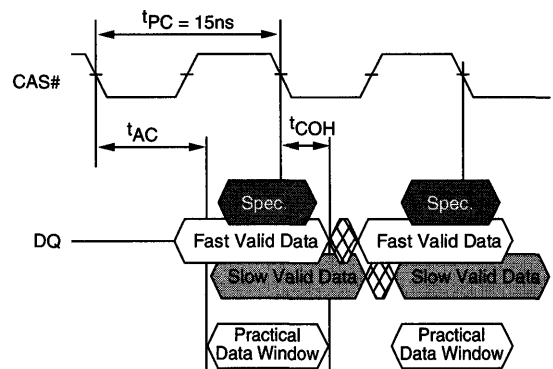 tPC = 15ns
CAS#
tAC
tCOH
Spec.
Spec.
DQ
Fast Valid Data
Fast Valid Data
Slow Valid Data
Slow Valid Data
Practical
Data Window
Practical
Data Window